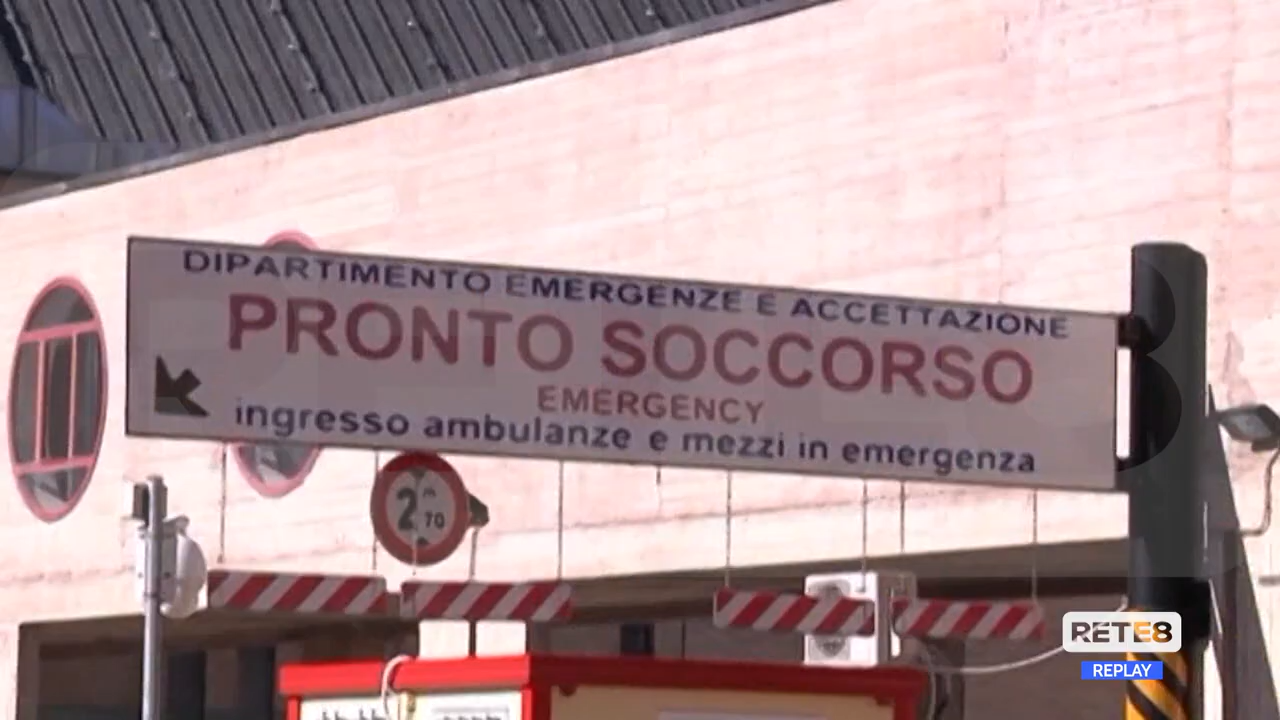 DIPARTIMENTO EMERGENZE E ACCETTAZIONE
PRONTO SOCCORSO
EMERGENCY
ingresso ambulanze e mezzi in emergenza
2 m 70
RETE8
REPLAY